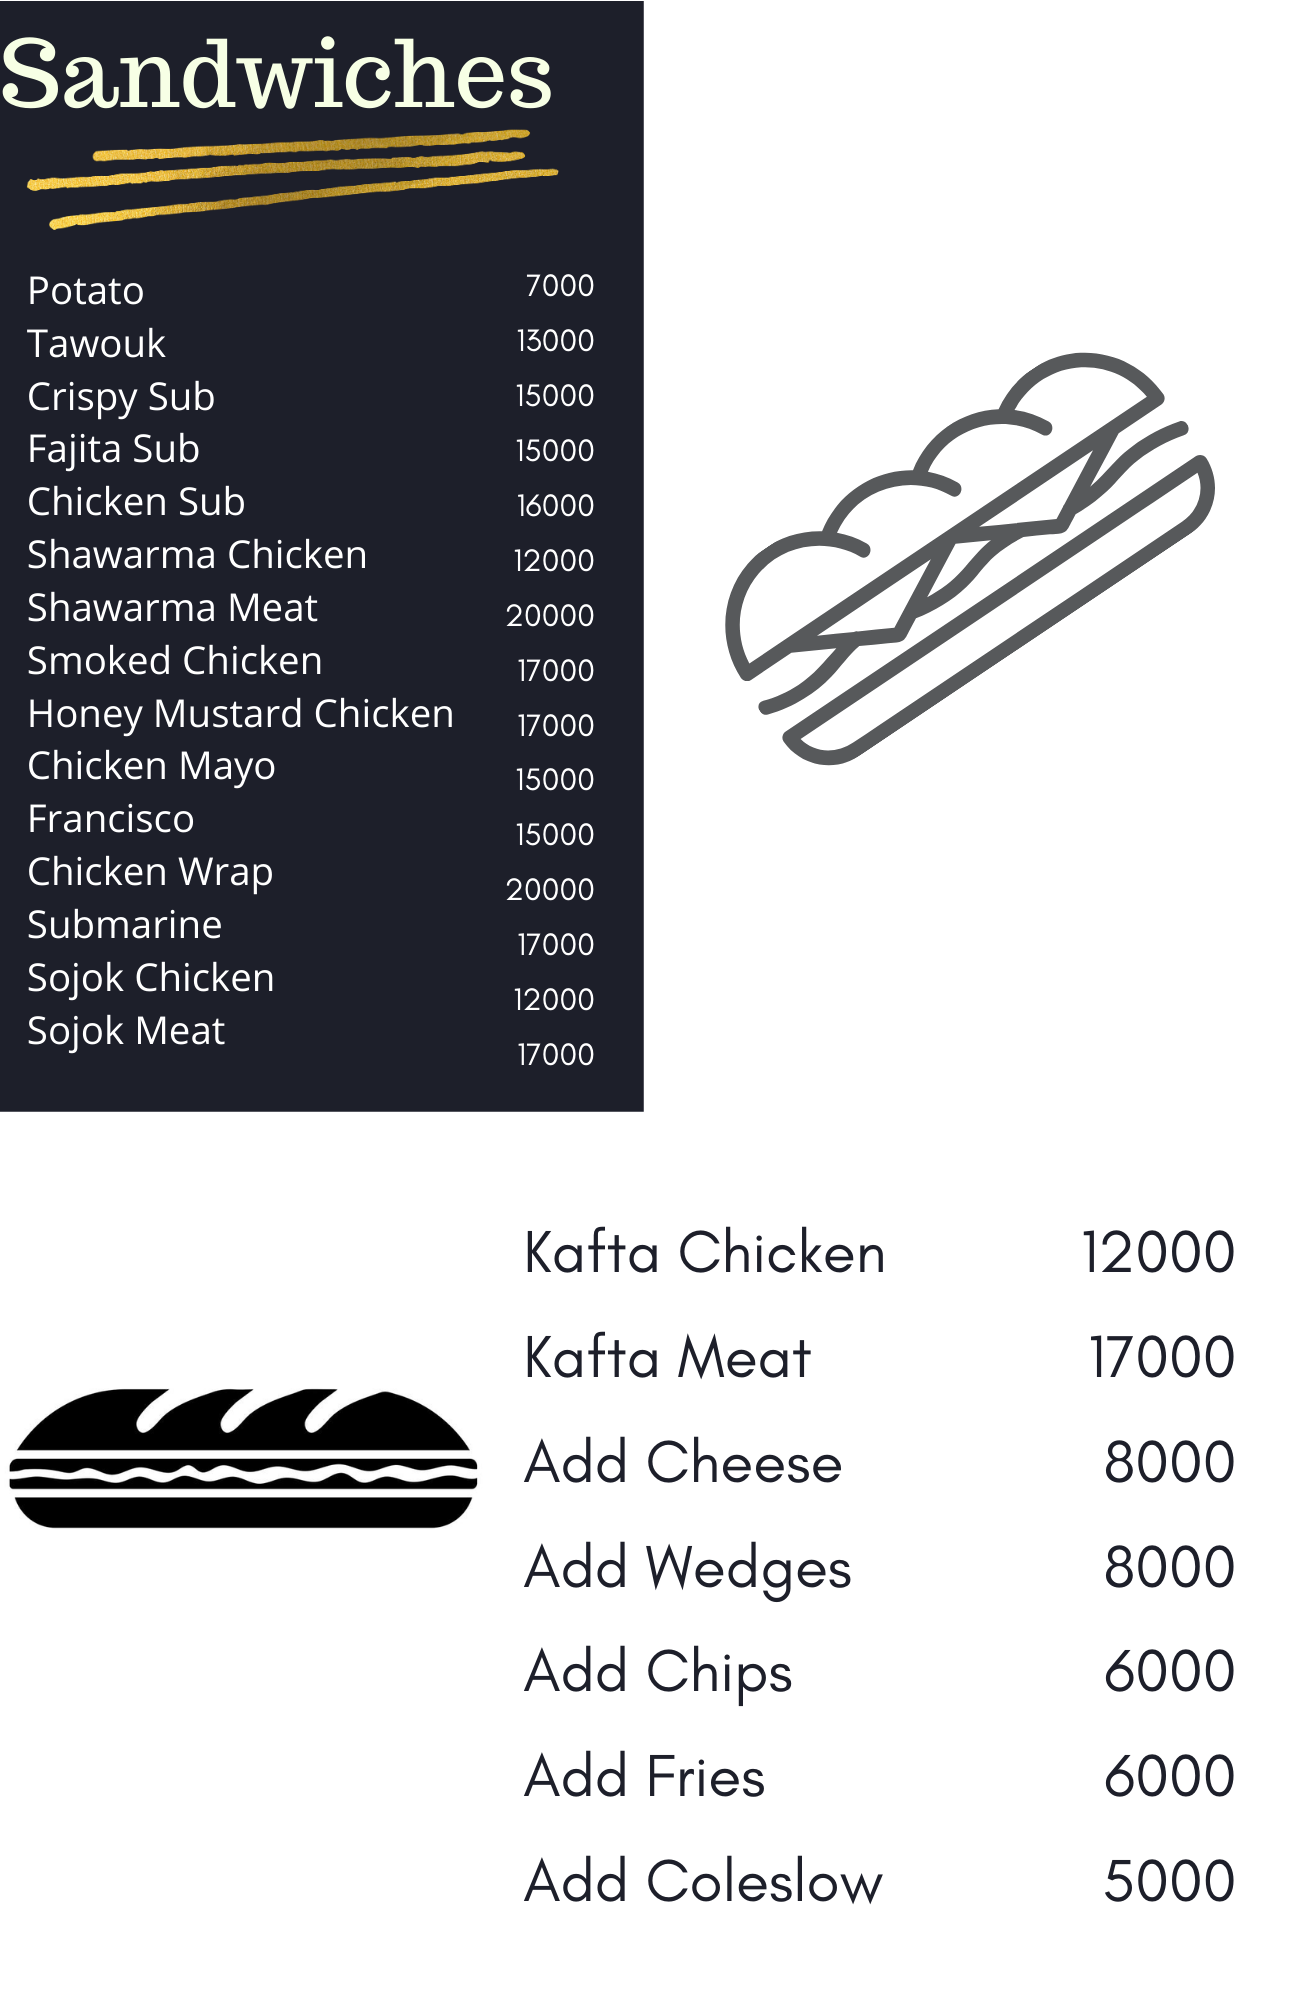 Sandwiches
Potato 7000
Tawouk 13000
Crispy Sub 15000
Fajita Sub 15000
Chicken Sub 16000
Shawarma Chicken 12000
Shawarma Meat 20000
Smoked Chicken 17000
Honey Mustard Chicken 17000
Chicken Mayo 15000
Francisco 15000
Chicken Wrap 20000
Submarine 17000
Sojok Chicken 12000
Sojok Meat 17000
Kafta Chicken 12000
Kafta Meat 17000
Add Cheese 8000
Add Wedges 8000
Add Chips 6000
Add Fries 6000
Add Coleslow 5000